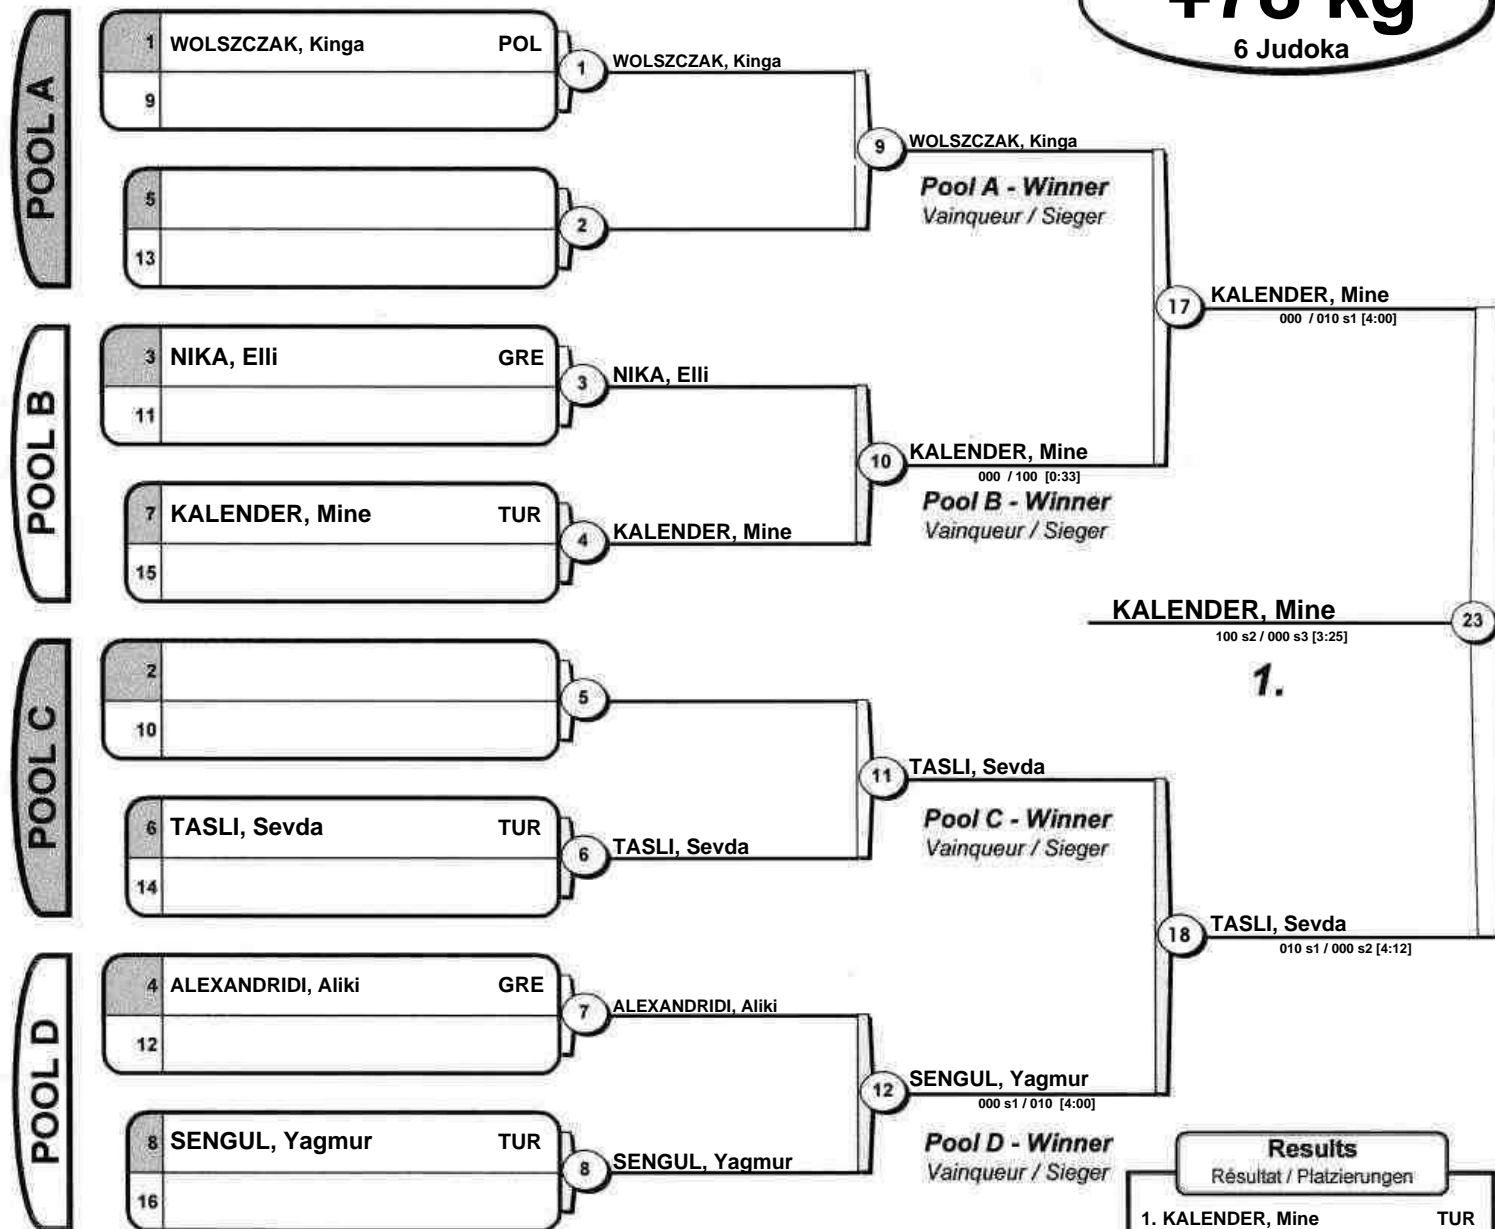 +78 kg
6 Judoka
POOL A
1 WOLSZCZAK, Kinga POL
9
1 WOLSZCZAK, Kinga
5
13
2
9 WOLSZCZAK, Kinga
Pool A - Winner
Vainqueur / Sieger
POOL B
3 NIKA, Elli GRE
11
3 NIKA, Elli
7 KALENDER, Mine TUR
15
4 KALENDER, Mine
10 KALENDER, Mine
000 / 100 [0:33]
Pool B - Winner
Vainqueur / Sieger
17 KALENDER, Mine
000 / 010 s1 [4:00]
KALENDER, Mine 23
100 s2 / 000 s3 [3:25]
1.
POOL C
2
10
5
6 TASLI, Sevda TUR
14
6 TASLI, Sevda
11 TASLI, Sevda
Pool C - Winner
Vainqueur / Sieger
POOL D
4 ALEXANDRIDI, Aliki GRE
12
7 ALEXANDRIDI, Aliki
8 SENGUL, Yagmur TUR
16
8 SENGUL, Yagmur
12 SENGUL, Yagmur
000 s1 / 010 [4:00]
Pool D - Winner
Vainqueur / Sieger
18 TASLI, Sevda
010 s1 / 000 s2 [4:12]
Results
Résultat / Platzierungen
1. KALENDER, Mine TUR